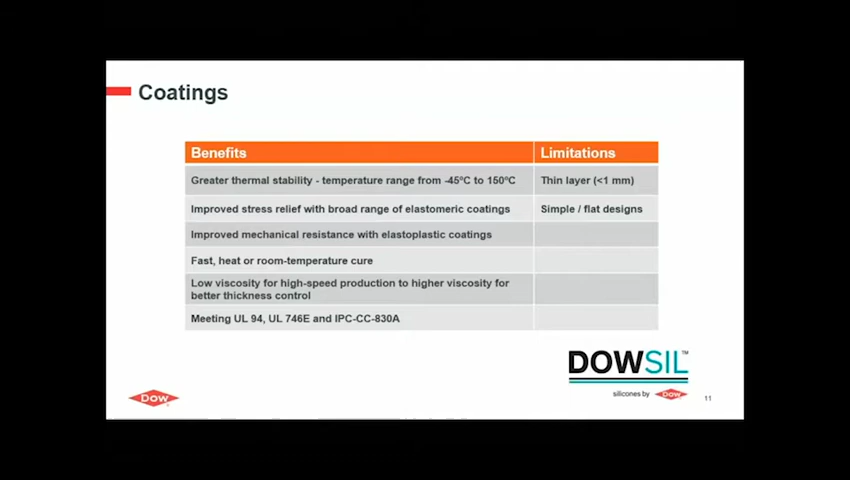 Coatings
Benefits Limitations
Greater thermal stability - temperature range from -45ºC to 150ºC Thin layer (<1 mm)
Improved stress relief with broad range of elastomeric coatings Simple / flat designs
Improved mechanical resistance with elastoplastic coatings
Fast, heat or room-temperature cure
Low viscosity for high-speed production to higher viscosity for
better thickness control
Meeting UL 94, UL 746E and IPC-CC-830A
DOWSIL™
silicones by Dow
Dow
11